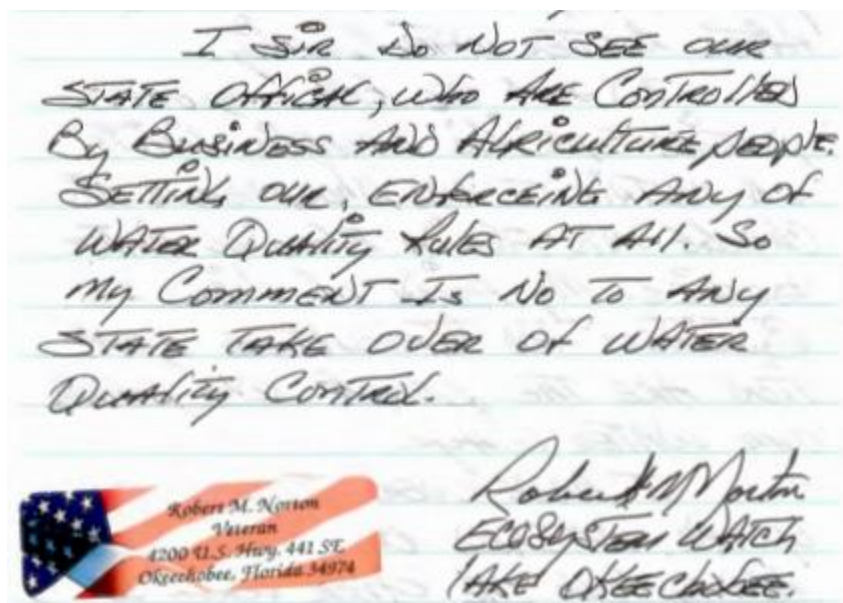 I SIR DO NOT SEE OUR
STATE OFFICAL, WHO ARE CONTROLLED
By BUSINESS AND AGRICULTURE PEOPLE.
SETTING OUR, ENFORCEING ANY OF
WATER QUALITY RULES AT All. SO
MY COMMENT IS NO TO ANY
STATE TAKE OVER OF WATER
QUALITY CONTROL.
Robert M Norton
ECOSYSTEM WATCH
LAKE OKEECHOBEE.
Robert M. Norton
Veteran
4200 U.S. Hwy. 441 SE
Okeechobee, Florida 34974